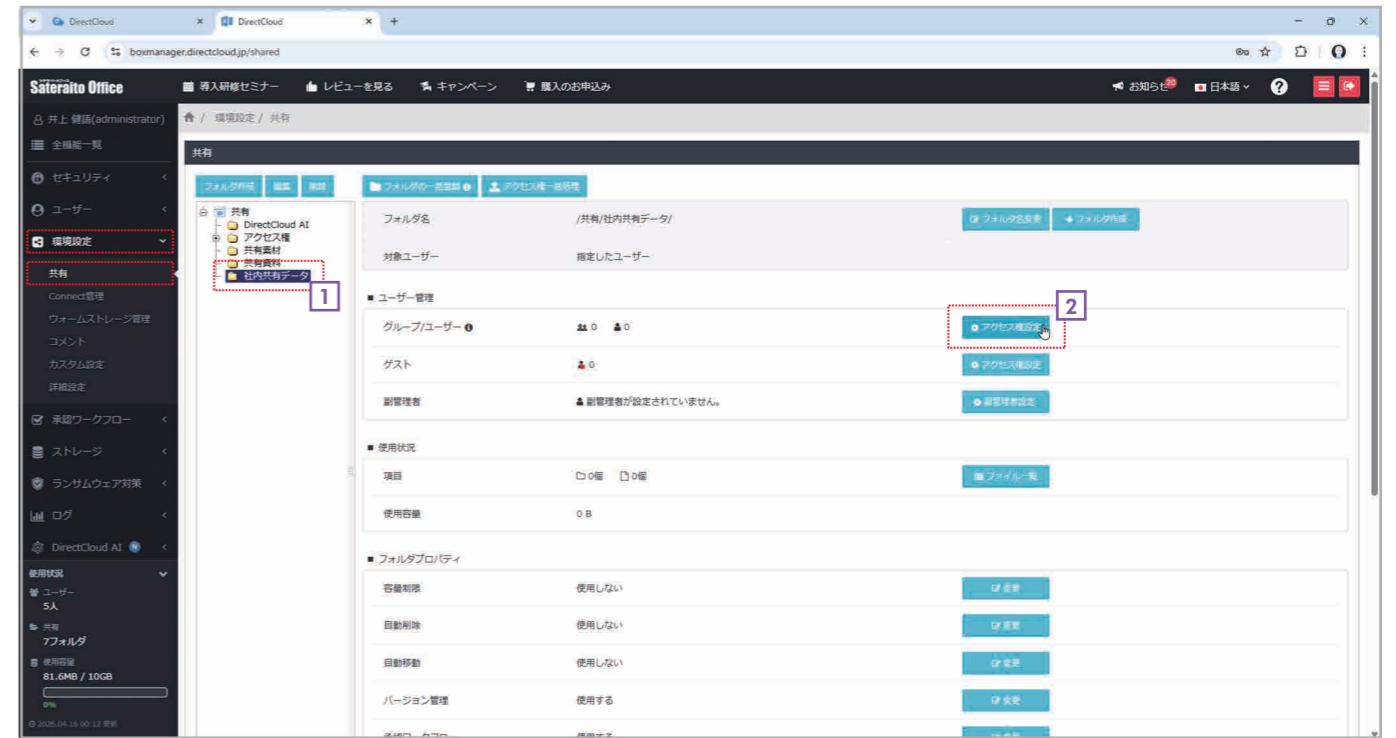 DirectCloud
DirectCloud
boxmanager.directcloud.jp/shared
Sateraito Office
導入研修セミナー
レビューを見る
キャンペーン
購入のお申込み
お知らせ 20
日本語
井上 健語(administrator)
全機能一覧
セキュリティ
ユーザー
環境設定
共有
Connect管理
ウォームストレージ管理
コメント
カスタム設定
詳細設定
承認ワークフロー
ストレージ
ランサムウェア対策
ログ
DirectCloud AI N
使用状況
ユーザー
5人
共有
7フォルダ
使用容量
81.6MB / 10GB
0%
2026.04.16 00:12 更新
/ 環境設定 / 共有
共有
フォルダ作成 編集 削除
フォルダの一括登録
アクセス権一括処理
共有
DirectCloud AI
アクセス権
共有素材
共有資料
社内共有データ
1
フォルダ名 /共有/社内共有データ/ フォルダ名変更 フォルダ作成
対象ユーザー 指定したユーザー
■ ユーザー管理
2
グループ/ユーザー 0 0 アクセス権設定
ゲスト 0 アクセス権設定
副管理者 副管理者が設定されていません。 副管理者設定
■ 使用状況
項目 0個 0個 ファイル一覧
使用容量 0 B
■ フォルダプロパティ
容量制限 使用しない 変更
自動削除 使用しない 変更
自動移動 使用しない 変更
バージョン管理 使用する 変更